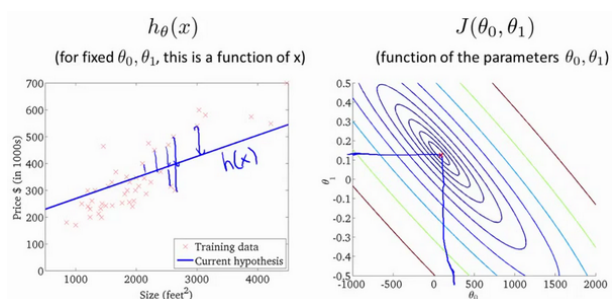 hθ(x)
(for fixed θ0, θ1, this is a function of x)
700
600
500
400
300
200
100
0
Price $ (in 1000s)
1000
2000
3000
4000
Size (feet²)
h(x)
Training data
Current hypothesis
J(θ0, θ1)
(function of the parameters θ0, θ1)
0.5
0.4
0.3
0.2
0.1
0
-0.1
-0.2
-0.3
-0.4
-0.5
θ1
-1000
-500
0
500
1000
1500
2000
θ0